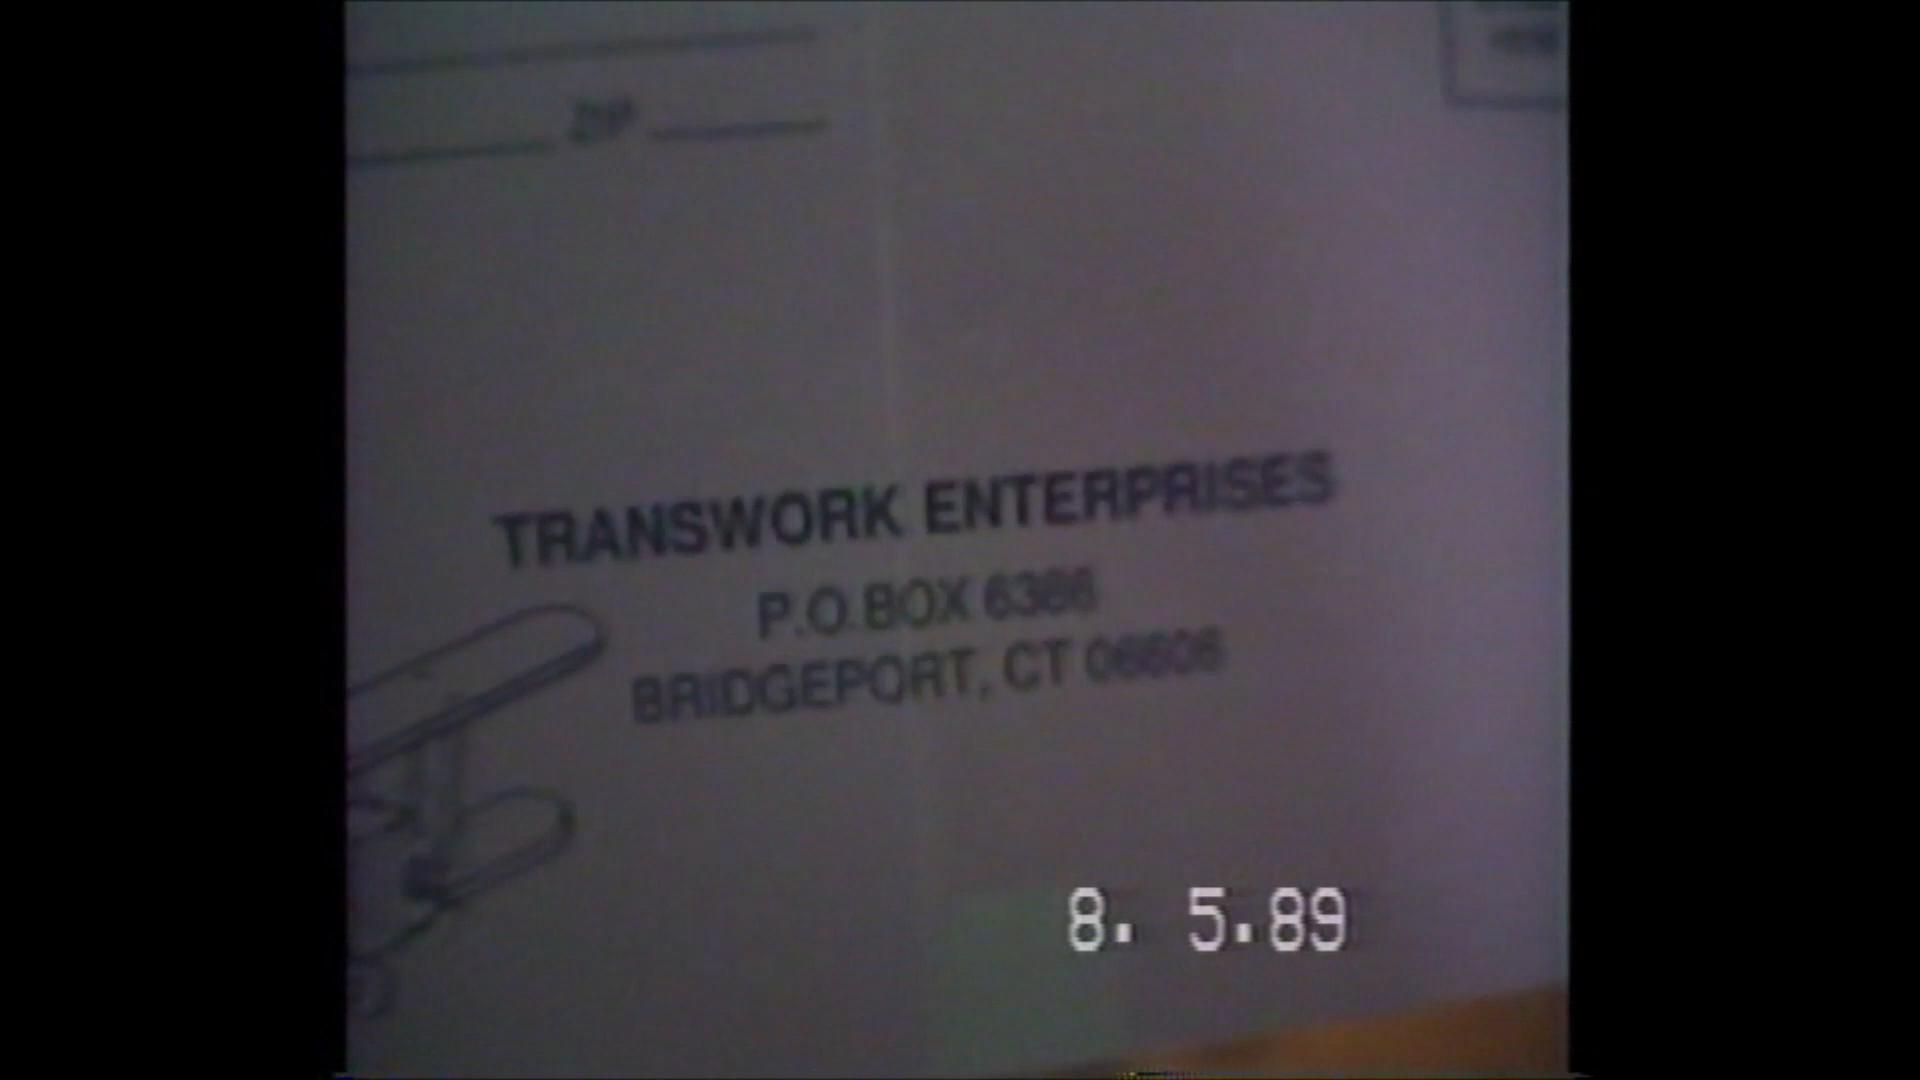 ZIP
TRANSWORK ENTERPRISES
P.O. BOX 6386
BRIDGEPORT, CT 06606
8. 5.89